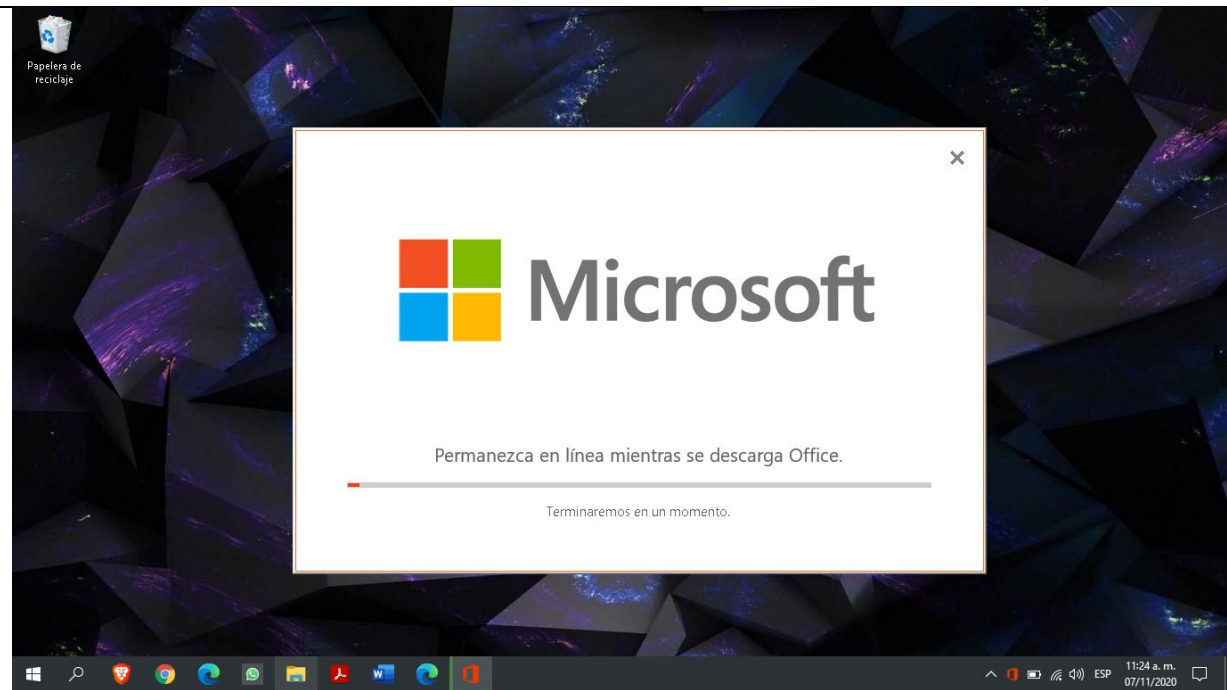 Papelera de
reciclaje
Microsoft
Permanezca en línea mientras se descarga Office.
Terminaremos en un momento.
ESP
11:24 a. m.
07/11/2020